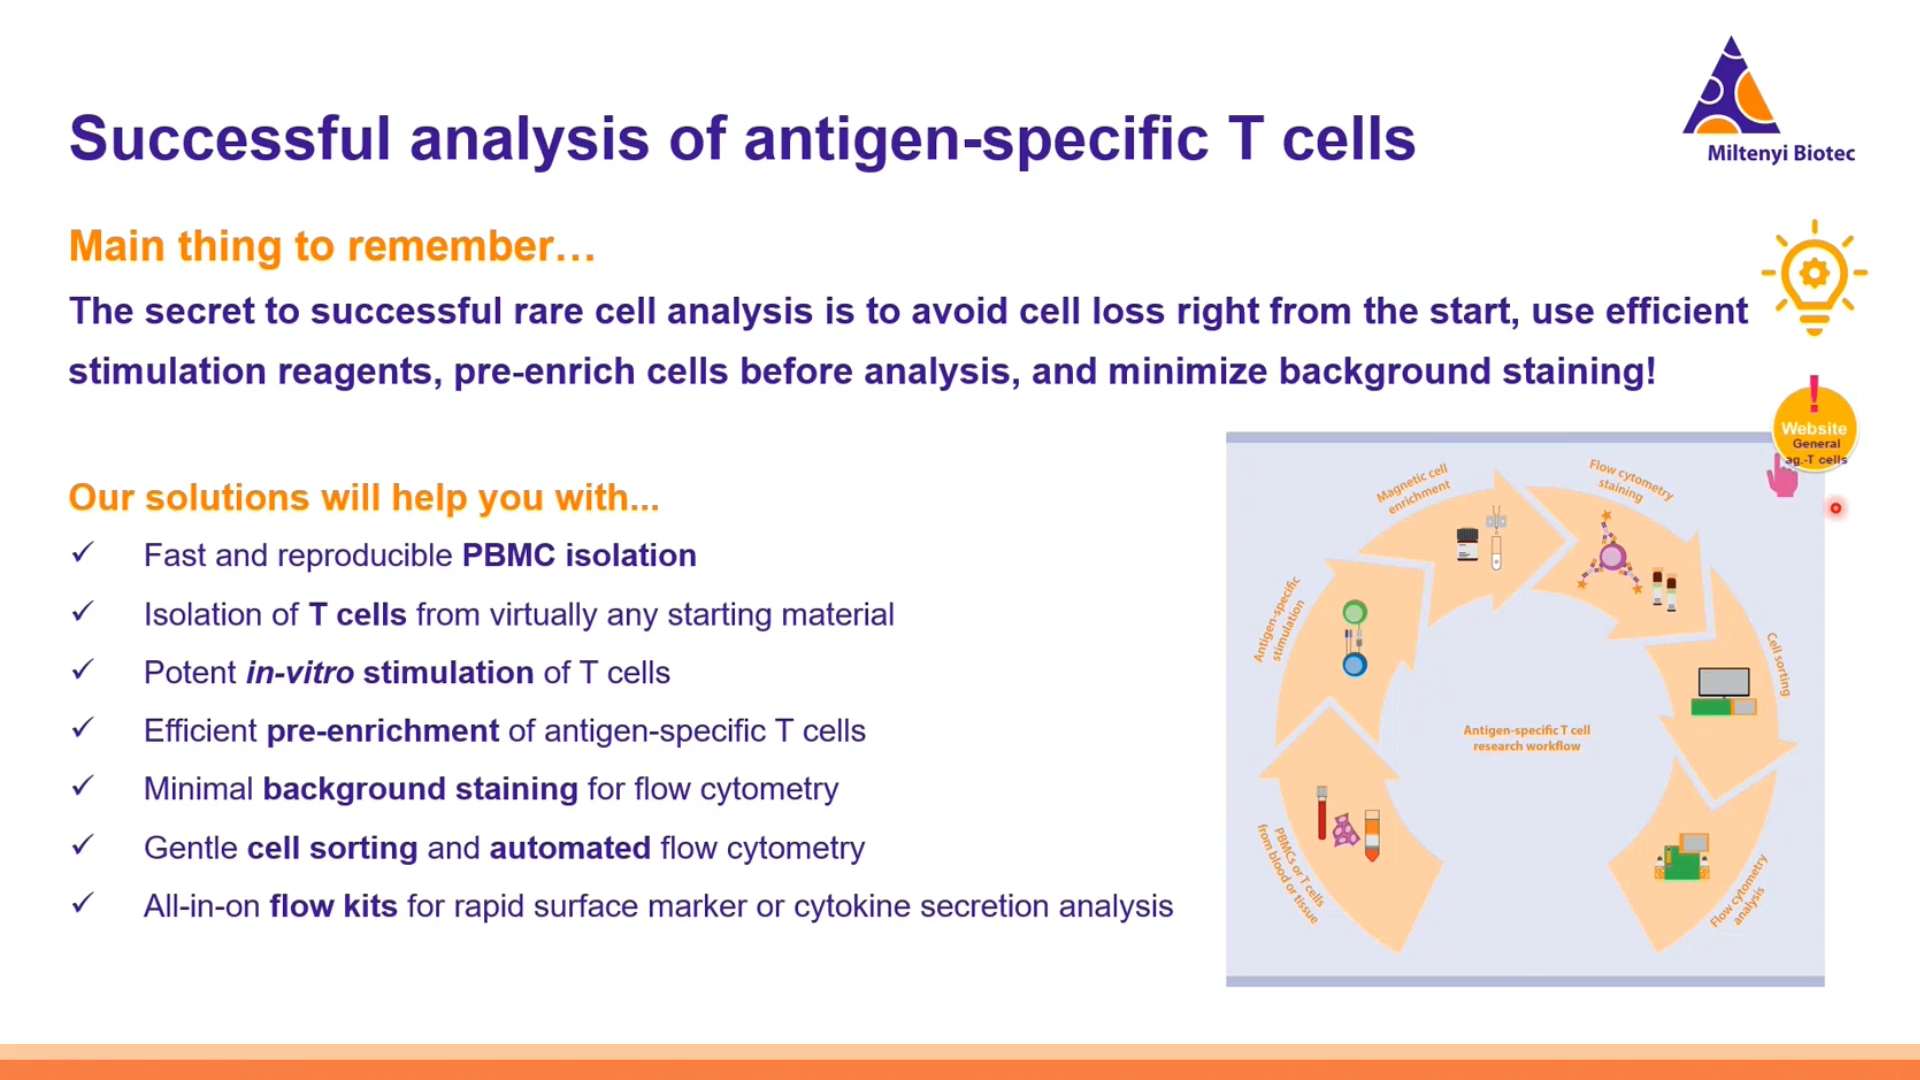 Miltenyi Biotec
Successful analysis of antigen-specific T cells
Main thing to remember…
The secret to successful rare cell analysis is to avoid cell loss right from the start, use efficient
stimulation reagents, pre-enrich cells before analysis, and minimize background staining!
!
Website
General
ag.-T cells
Our solutions will help you with...
✓ Fast and reproducible PBMC isolation
✓ Isolation of T cells from virtually any starting material
✓ Potent in-vitro stimulation of T cells
✓ Efficient pre-enrichment of antigen-specific T cells
✓ Minimal background staining for flow cytometry
✓ Gentle cell sorting and automated flow cytometry
✓ All-in-on flow kits for rapid surface marker or cytokine secretion analysis
PBMCs or T cells
from blood or tissue
Antigen-specific
stimulation
Magnetic cell
enrichment
Flow cytometry
staining
Cell sorting
Flow cytometry
analysis
Antigen-specific T cell
research workflow